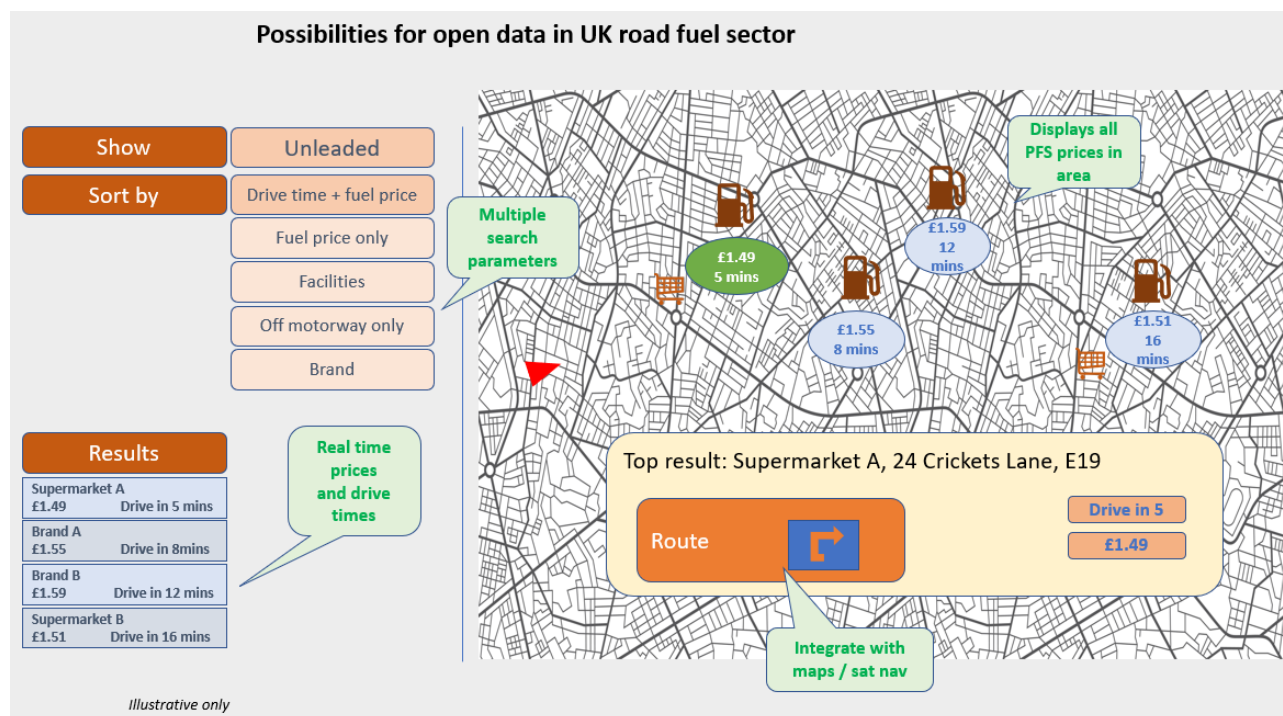 Possibilities for open data in UK road fuel sector
Show
Unleaded
Sort by
Drive time + fuel price
Fuel price only
Facilities
Off motorway only
Brand
Multiple
search
parameters
Displays all
PFS prices in
area
£1.49
5 mins
£1.59
12
mins
£1.55
8 mins
£1.51
16
mins
Results
Supermarket A
£1.49 Drive in 5 mins
Brand A
£1.55 Drive in 8mins
Brand B
£1.59 Drive in 12 mins
Supermarket B
£1.51 Drive in 16 mins
Real time
prices
and drive
times
Top result: Supermarket A, 24 Crickets Lane, E19
Route
Drive in 5
£1.49
Integrate with
maps / sat nav
Illustrative only